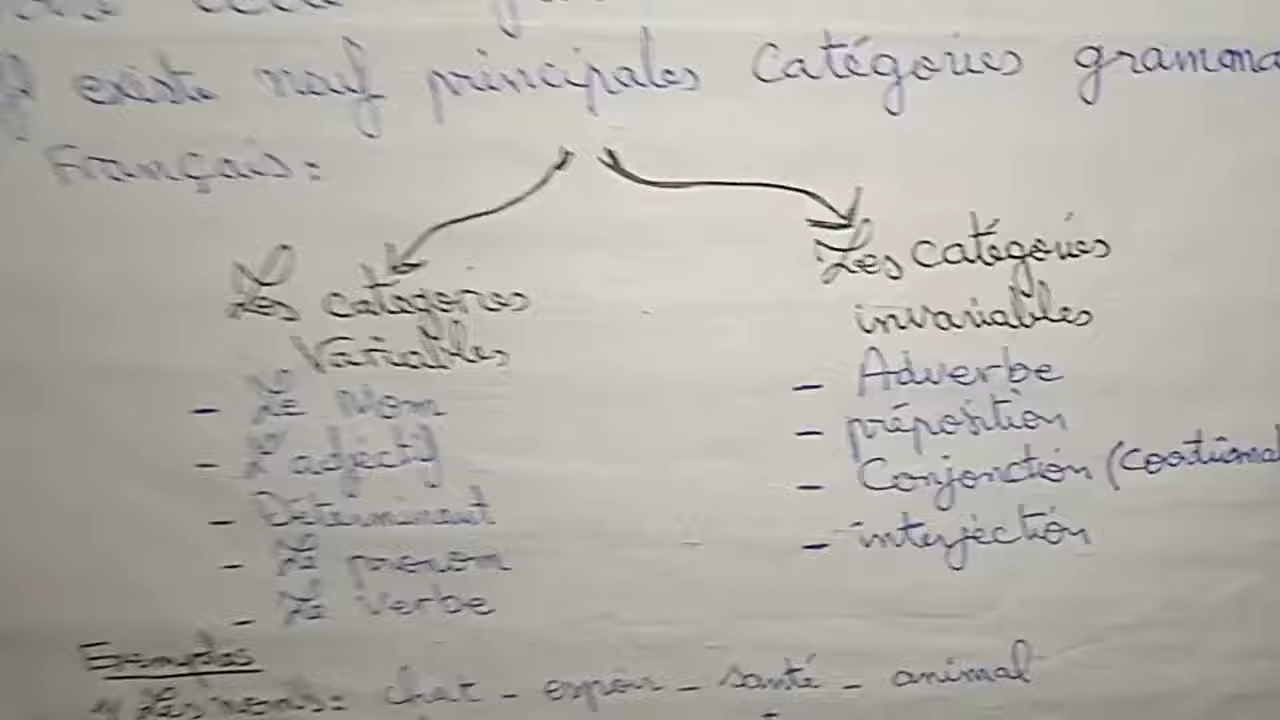 existe neuf principales catégories gramma
Français:
Les catégories
Variables
Les catégories
invariables
- Le Nom
- L'adjectif
- Déterminant
- Le pronom
- Le Verbe
- Adverbe
- préposition
- Conjonction (
- interjection
Exemples
Les noms: chat - espoir - santé - animal